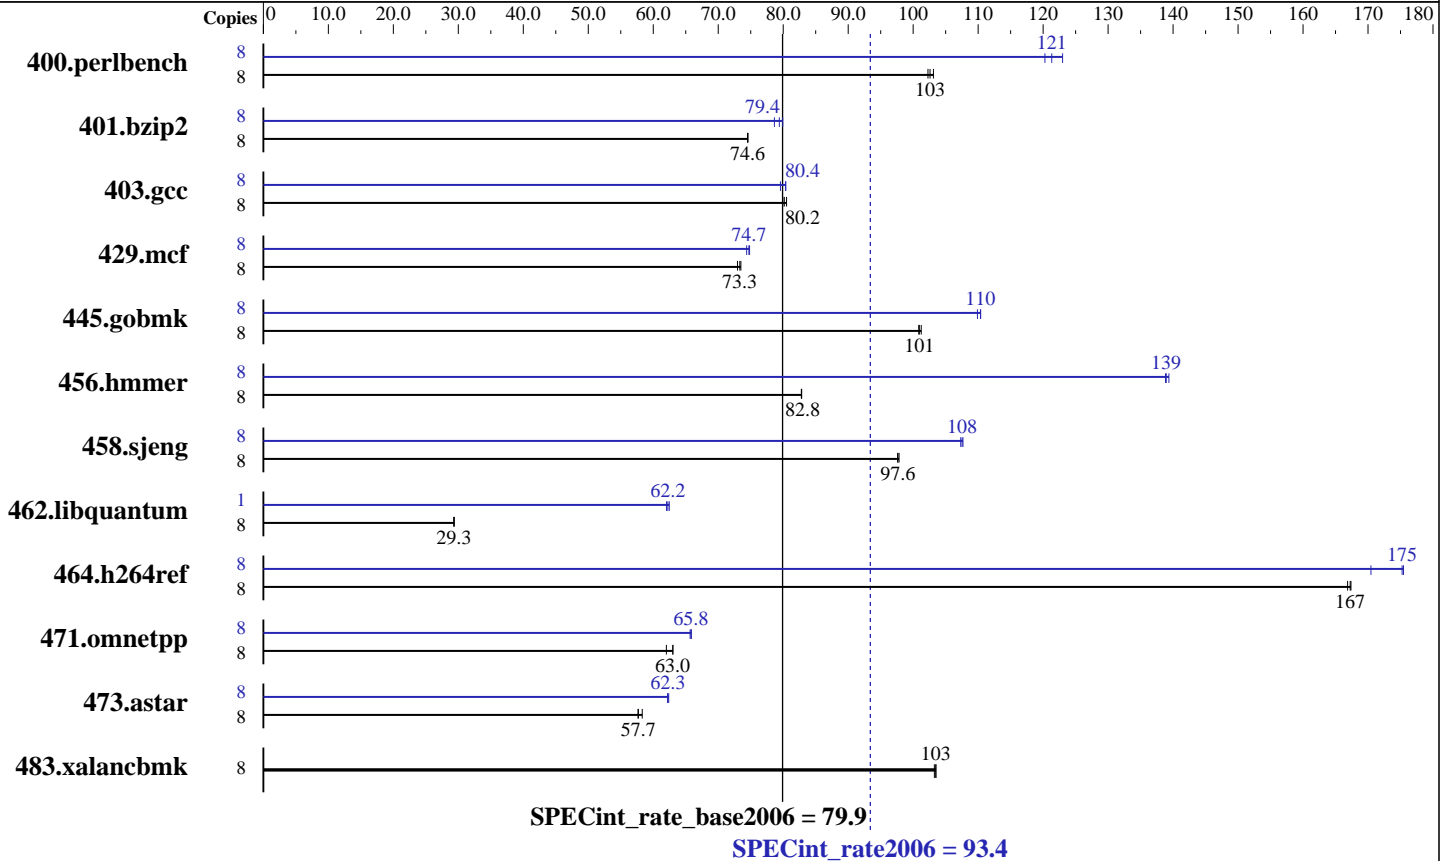 Copies 0 10.0 20.0 30.0 40.0 50.0 60.0 70.0 80.0 79.0 100 110 120 130 140 150 160 170 180
400.perlbench 8 121
8 103
401.bzip2 8 79.4
8 74.6
403.gcc 8 80.4
8 80.2
429.mcf 8 74.7
8 73.3
445.gobmk 8 110
8 101
456.hmmer 8 139
8 82.8
458.sjeng 8 108
8 97.6
462.libquantum 1 62.2
8 29.3
464.h264ref 8 175
8 167
471.omnetpp 8 65.8
8 63.0
473.astar 8 62.3
8 57.7
483.xalancbmk 8 103
SPECint_rate_base2006 = 79.9
SPECint_rate2006 = 93.4